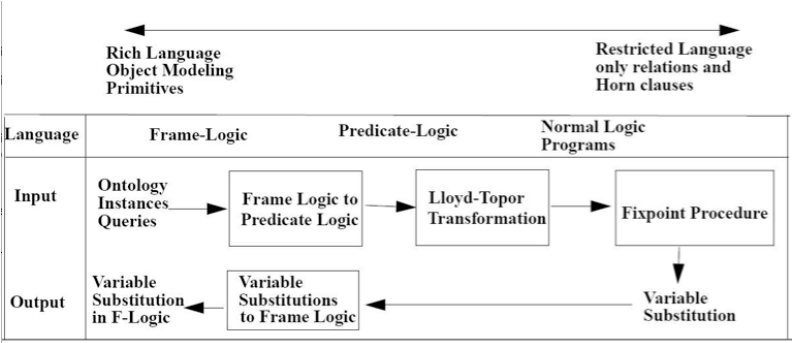 Rich Language
Object Modeling
Primitives
Restricted Language
only relations and
Horn clauses
Language
Frame-Logic
Predicate-Logic
Normal Logic
Programs
Input
Ontology
Instances
Queries
Frame Logic to
Predicate Logic
Lloyd-Topor
Transformation
Fixpoint Procedure
Output
Variable
Substitution
in F-Logic
Variable
Substitutions
to Frame Logic
Variable
Substitution